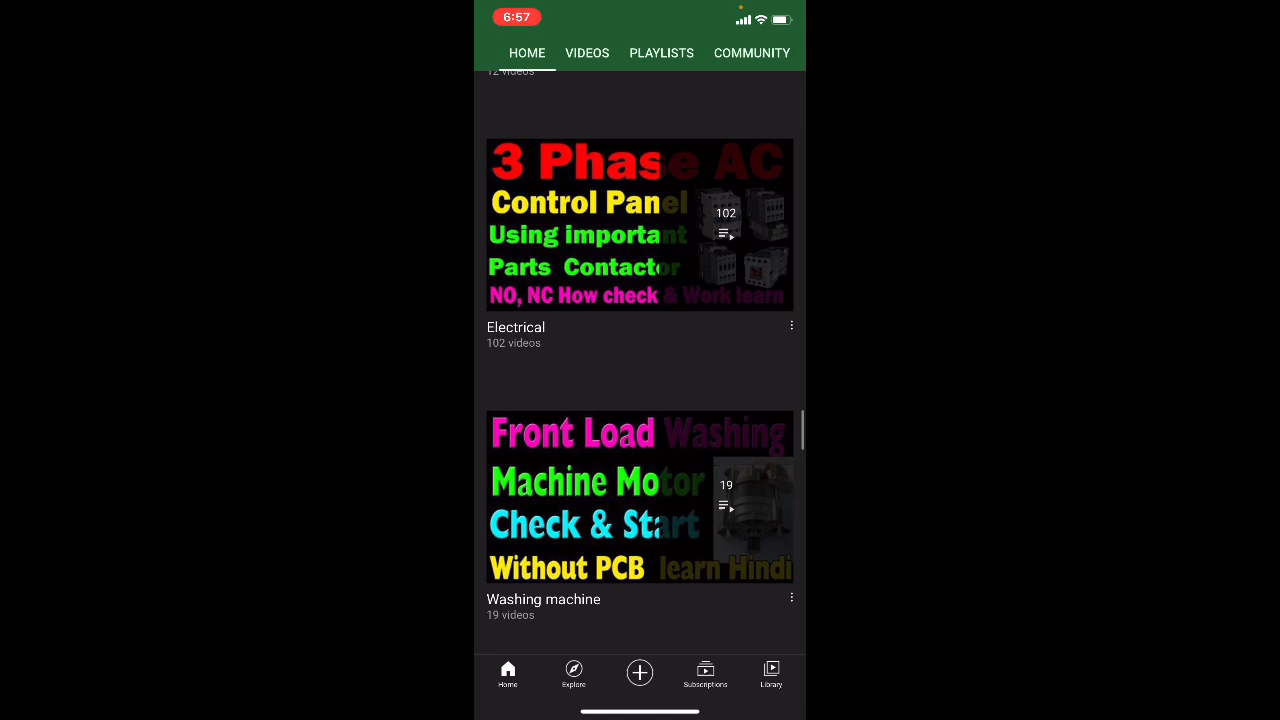 6:57
HOME VIDEOS PLAYLISTS COMMUNITY
12 videos
3 Phase AC
Control Panel
Using important
Parts Contactor
NO, NC How check & Work learn
102
Electrical
102 videos
Front Load Washing
Machine Motor
Check & Start
Without PCB learn Hindi
19
Washing machine
19 videos
Home Explore Subscriptions Library